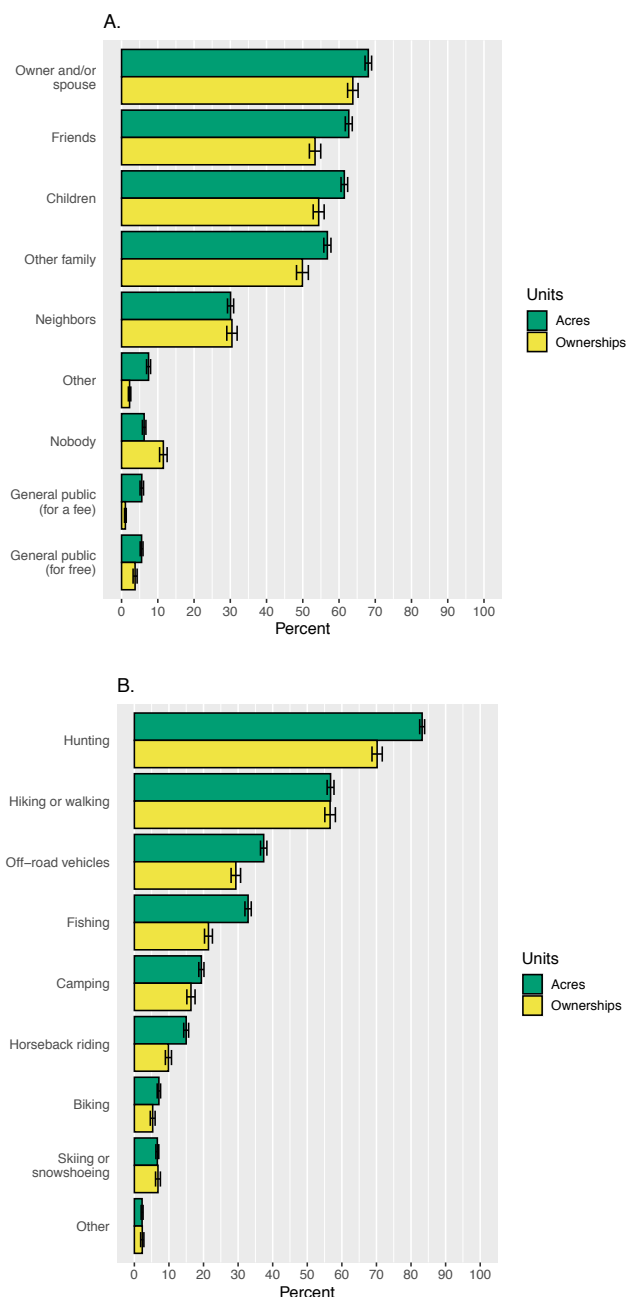 A.
Owner and/or
spouse
Friends
Children
Other family
Neighbors
Other
Nobody
General public
(for a fee)
General public
(for free)
0 10 20 30 40 50 60 70 80 90 100
Percent
Units
Acres
Ownerships
B.
Hunting
Hiking or walking
Off−road vehicles
Fishing
Camping
Horseback riding
Biking
Skiing or
snowshoeing
Other
0 10 20 30 40 50 60 70 80 90 100
Percent
Units
Acres
Ownerships